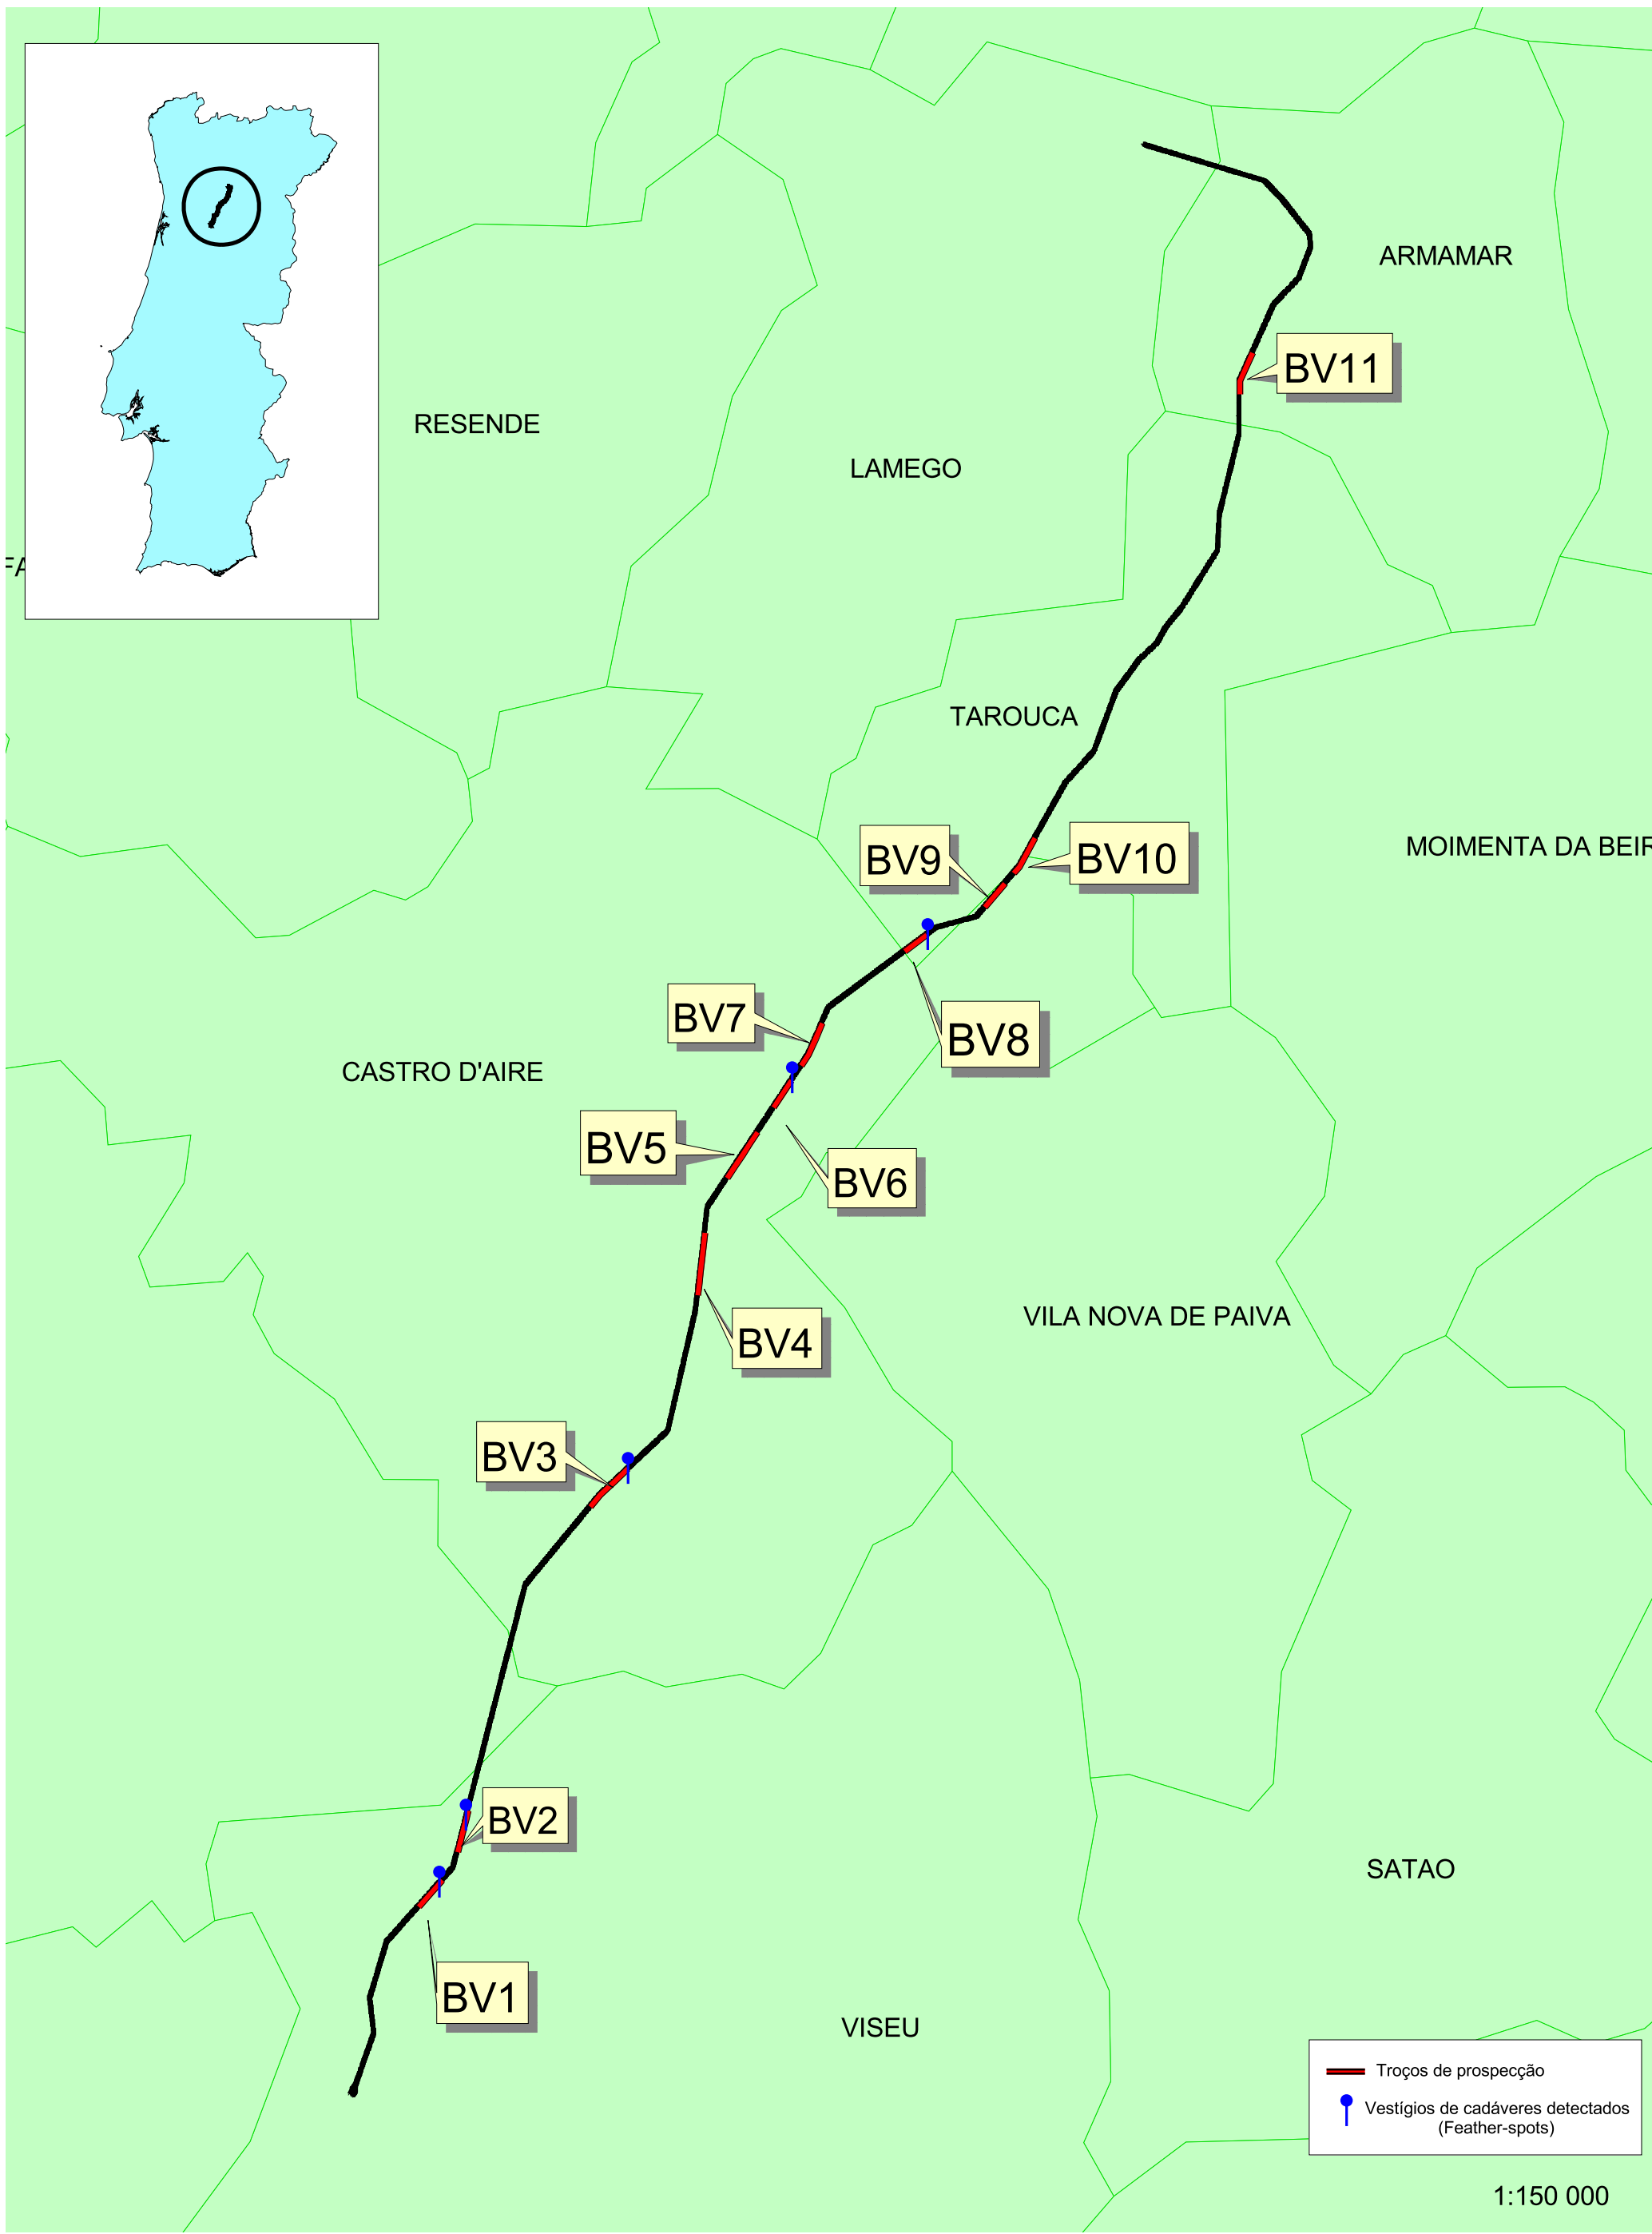 ARMAMAR
BV11
RESENDE
LAMEGO
FA
TAROUCA
BV9
BV10
MOIMENTA DA BEIR
BV7
BV8
CASTRO D'AIRE
BV5
BV6
VILA NOVA DE PAIVA
BV4
BV3
BV2
SATAO
BV1
VISEU
Troços de prospecção
Vestígios de cadáveres detectados
(Feather-spots)
1:150 000